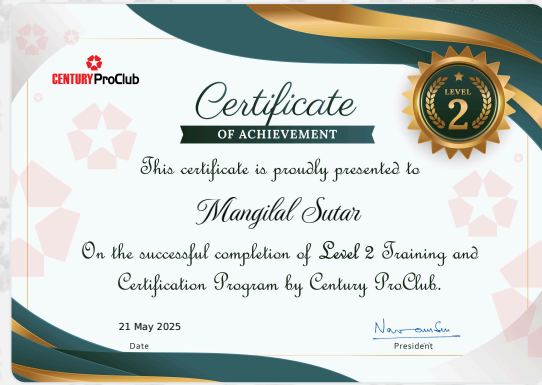 CENTURY ProClub
Certificate
OF ACHIEVEMENT
LEVEL
2
This certificate is proudly presented to
Mangilal Sutar
On the successful completion of Level 2 Training and
Certification Program by Century ProClub.
21 May 2025
Date
President